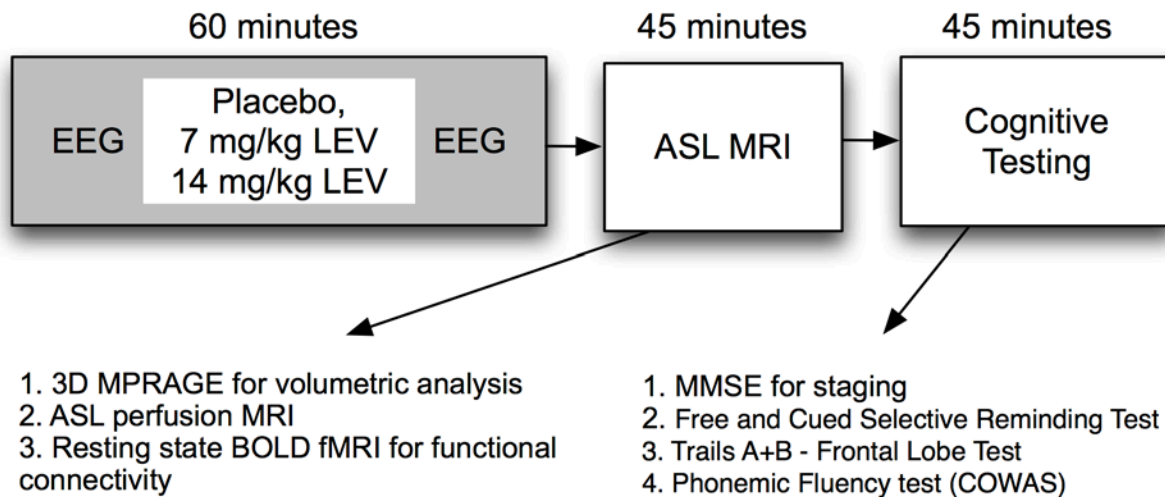 60 minutes
45 minutes
45 minutes
EEG
Placebo,
7 mg/kg LEV
14 mg/kg LEV
EEG
ASL MRI
Cognitive
Testing
1. 3D MPRAGE for volumetric analysis
2. ASL perfusion MRI
3. Resting state BOLD fMRI for functional
connectivity
1. MMSE for staging
2. Free and Cued Selective Reminding Test
3. Trails A+B - Frontal Lobe Test
4. Phonemic Fluency test (COWAS)